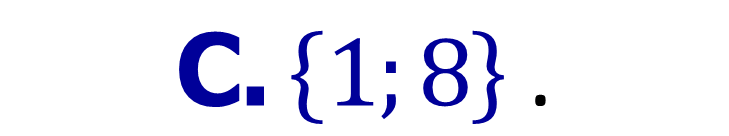 C. {1; 8} .